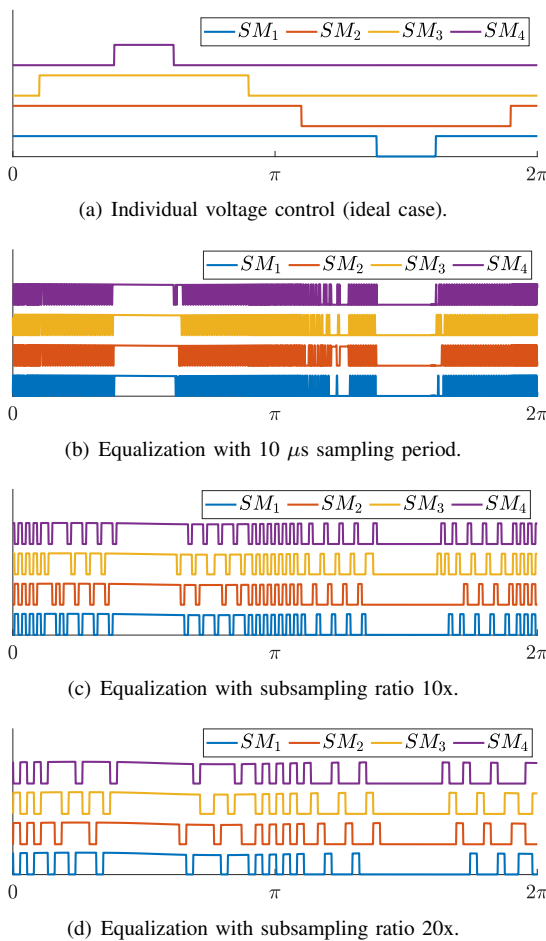 SM₁ SM₂ SM₃ SM₄
0 π 2π
(a) Individual voltage control (ideal case).
SM₁ SM₂ SM₃ SM₄
0 π 2π
(b) Equalization with 10 μs sampling period.
SM₁ SM₂ SM₃ SM₄
0 π 2π
(c) Equalization with subsampling ratio 10x.
SM₁ SM₂ SM₃ SM₄
0 π 2π
(d) Equalization with subsampling ratio 20x.